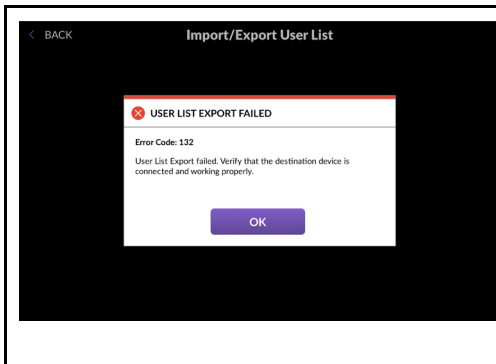 < BACK
Import/Export User List
USER LIST EXPORT FAILED
Error Code: 132
User List Export failed. Verify that the destination device is
connected and working properly.
OK